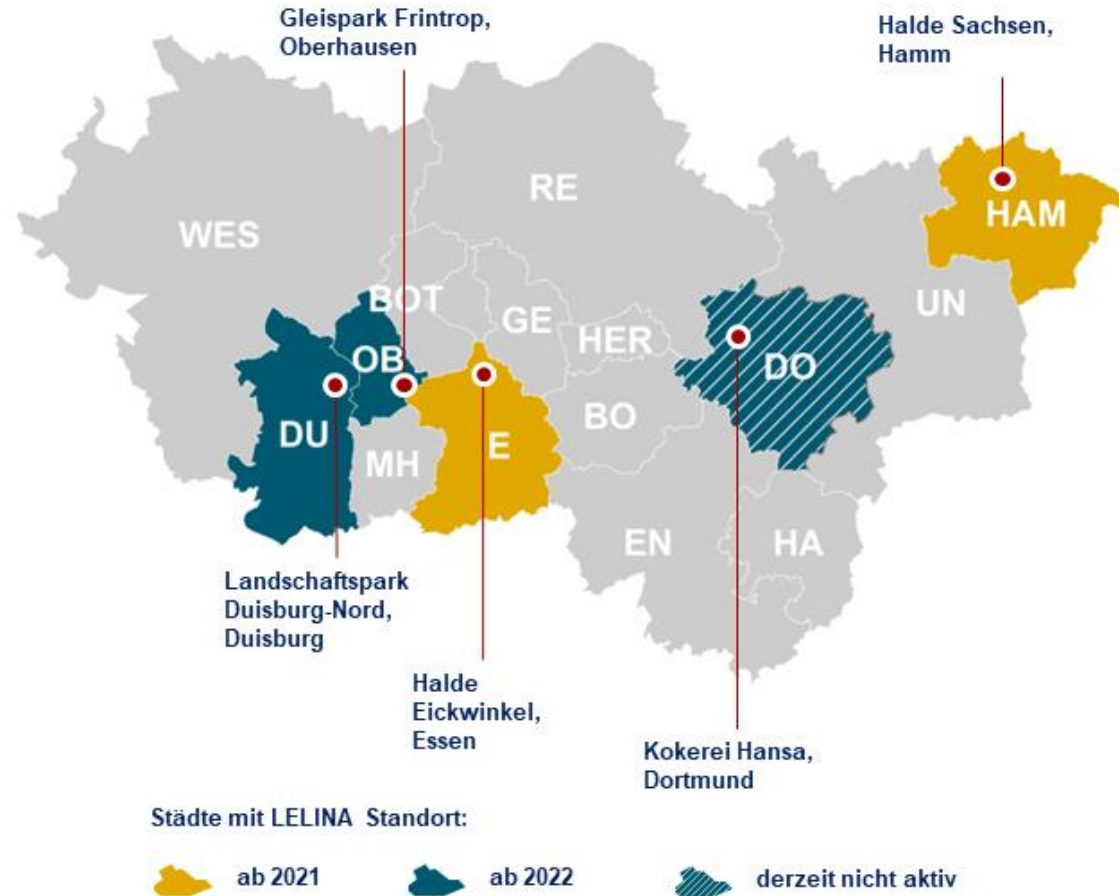 Gleispark Frintrop,
Oberhausen
Halde Sachsen,
Hamm
RE
HAM
WES
UN
BOT
GE
HER
OB
DO
BO
DU
E
MH
EN
HA
Landschaftspark
Duisburg-Nord,
Duisburg
Halde
Eickwinkel,
Essen
Kokerei Hansa,
Dortmund
Städte mit LELINA Standort:
ab 2021
ab 2022
derzeit nicht aktiv